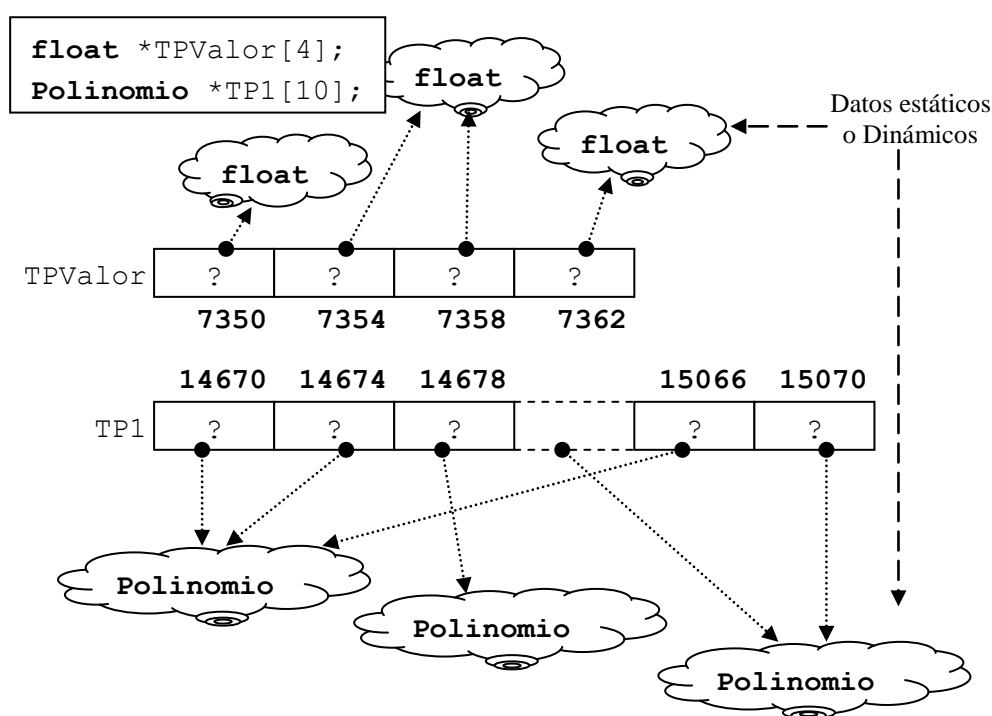 float *TPValor[4];
Polinomio *TP1[10];
float
Datos estáticos
o Dinámicos
float
float
TPValor ? ? ? ?
7350 7354 7358 7362
14670 14674 14678 15066 15070
TP1 ? ? ? ? ?
Polinomio
Polinomio
Polinomio